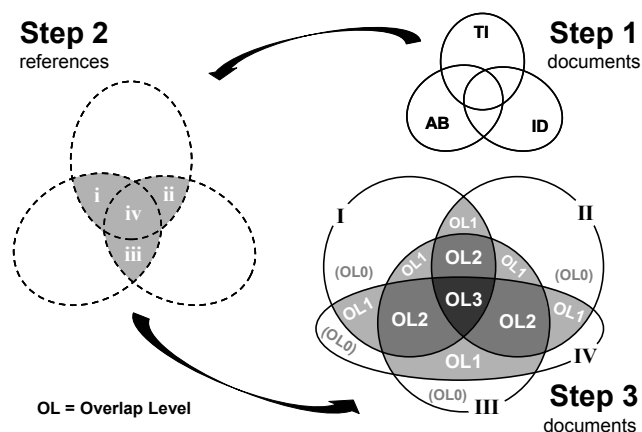 Step 2
references
Step 1
documents
TI
AB
ID
i
ii
iv
iii
I
II
OL1
OL2
OL1
OL1
(OL0)
(OL0)
OL3
OL1
OL1
OL2
OL2
(OL0)
OL1
IV
(OL0)
III
OL = Overlap Level
Step 3
documents